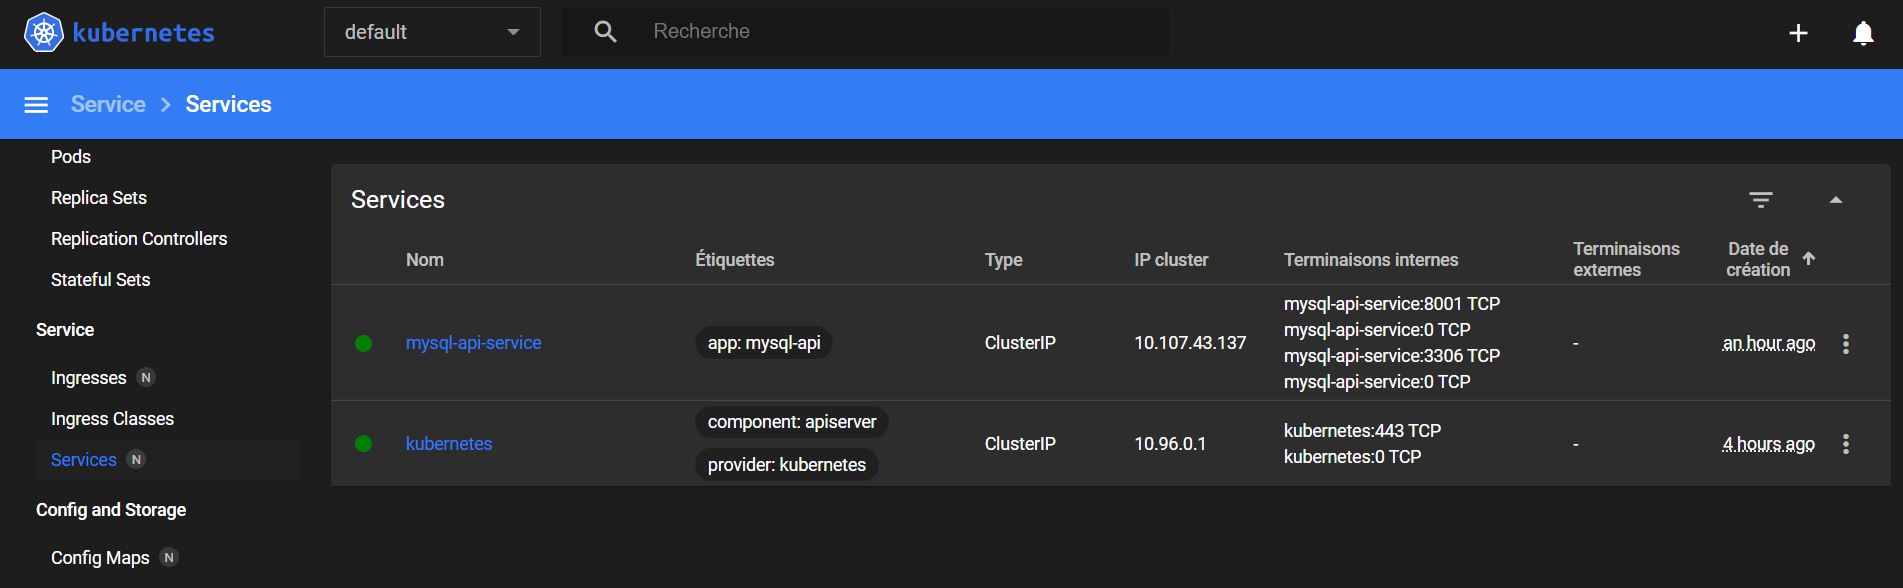 kubernetes
default
Recherche
Service
Services
Pods
Replica Sets
Replication Controllers
Stateful Sets
Service
Ingresses N
Ingress Classes
Services N
Config and Storage
Config Maps N
Services
Nom
Étiquettes
Type
IP cluster
Terminaisons internes
Terminaisons
externes
Date de
création
mysql-api-service
app: mysql-api
ClusterIP
10.107.43.137
mysql-api-service:8001 TCP
mysql-api-service:0 TCP
mysql-api-service:3306 TCP
mysql-api-service:0 TCP
-
an hour ago
kubernetes
component: apiserver
provider: kubernetes
ClusterIP
10.96.0.1
kubernetes:443 TCP
kubernetes:0 TCP
-
4 hours ago